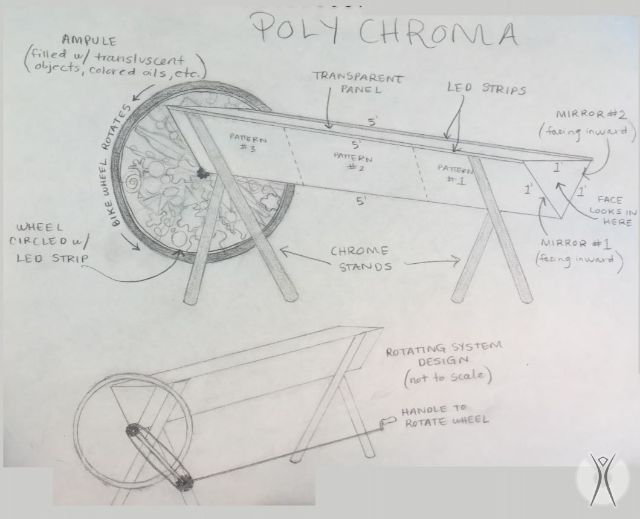 POLY CHROMA
AMPULE
(filled w/ transluscent
objects, colored oils, etc.)
TRANSPARENT
PANEL
LED STRIPS
MIRROR #2
(facing inward)
BIKE WHEEL ROTATES
5'
5'
PATTERN
#3
PATTERN
#2
PATTERN
#1
5'
1'
1'
1'
FACE
LOOKS IN
HERE
WHEEL
CIRCLED w/
LED STRIP
CHROME
STANDS
MIRROR #1
(facing inward)
ROTATING SYSTEM
DESIGN
(not to scale)
HANDLE TO
ROTATE WHEEL